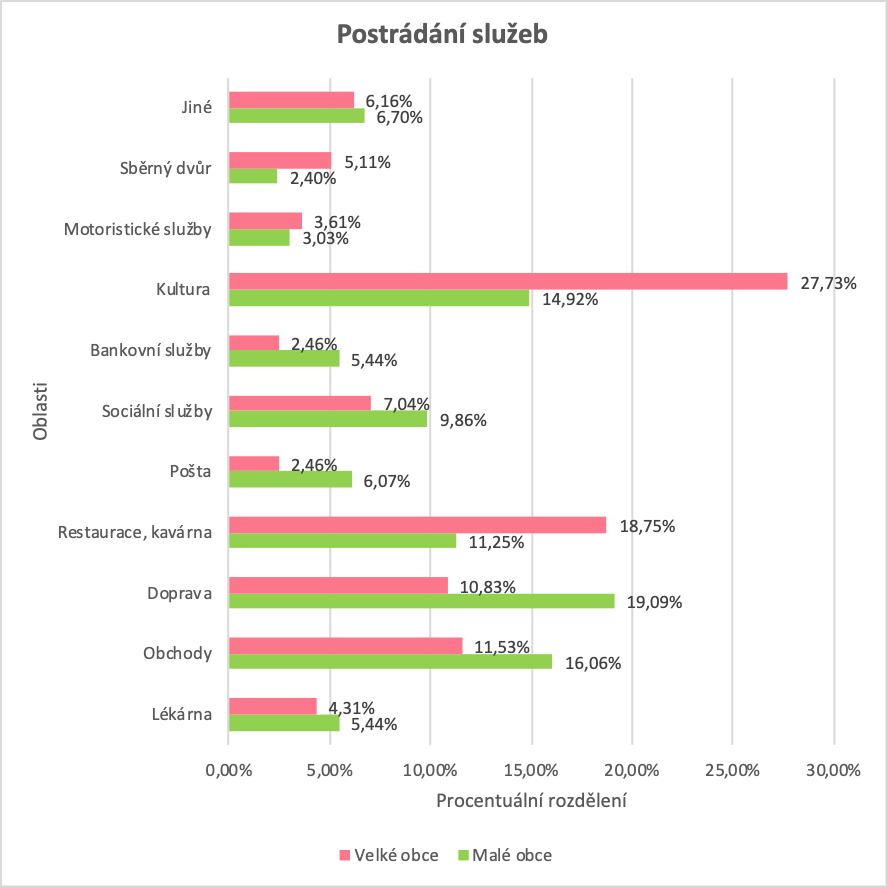 Postrádání služeb
Jiné
6,16%
6,70%
Sběrný dvůr
5,11%
2,40%
Motoristické služby
3,61%
3,03%
Kultura
27,73%
14,92%
Bankovní služby
2,46%
5,44%
Sociální služby
7,04%
9,86%
Pošta
2,46%
6,07%
Restaurace, kavárna
18,75%
11,25%
Doprava
10,83%
19,09%
Obchody
11,53%
16,06%
Lékárna
4,31%
5,44%
Oblasti
0,00% 5,00% 10,00% 15,00% 20,00% 25,00% 30,00%
Procentuální rozdělení
Velké obce Malé obce